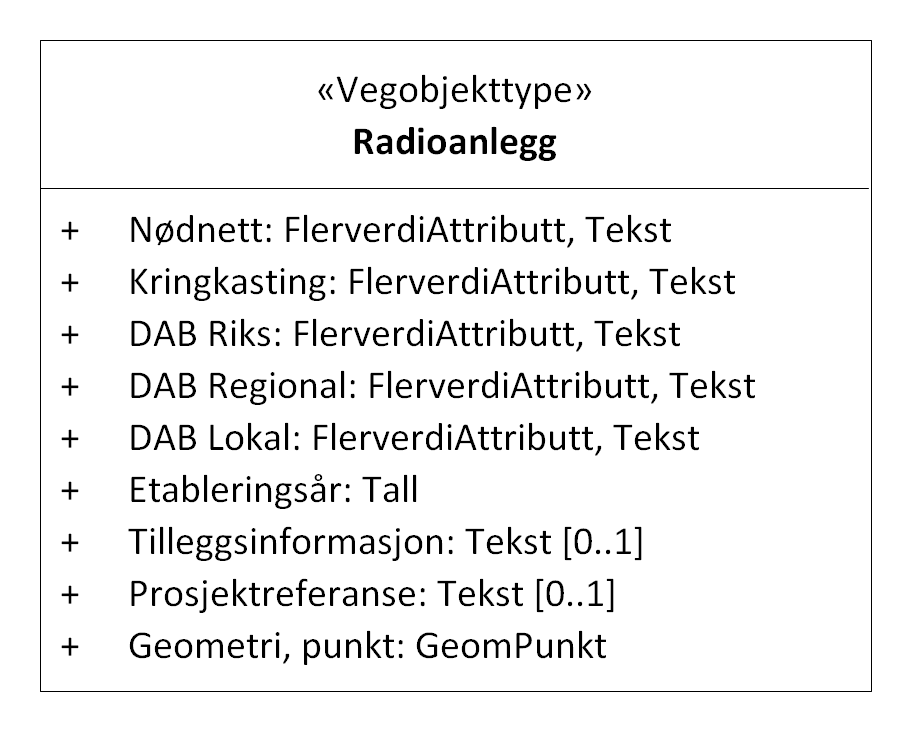 «Vegobjekttype»
Radioanlegg
+ Nødnett: FlerverdiAttributt, Tekst
+ Kringkasting: FlerverdiAttributt, Tekst
+ DAB Riks: FlerverdiAttributt, Tekst
+ DAB Regional: FlerverdiAttributt, Tekst
+ DAB Lokal: FlerverdiAttributt, Tekst
+ Etableringsår: Tall
+ Tilleggsinformasjon: Tekst [0..1]
+ Prosjektreferanse: Tekst [0..1]
+ Geometri, punkt: GeomPunkt